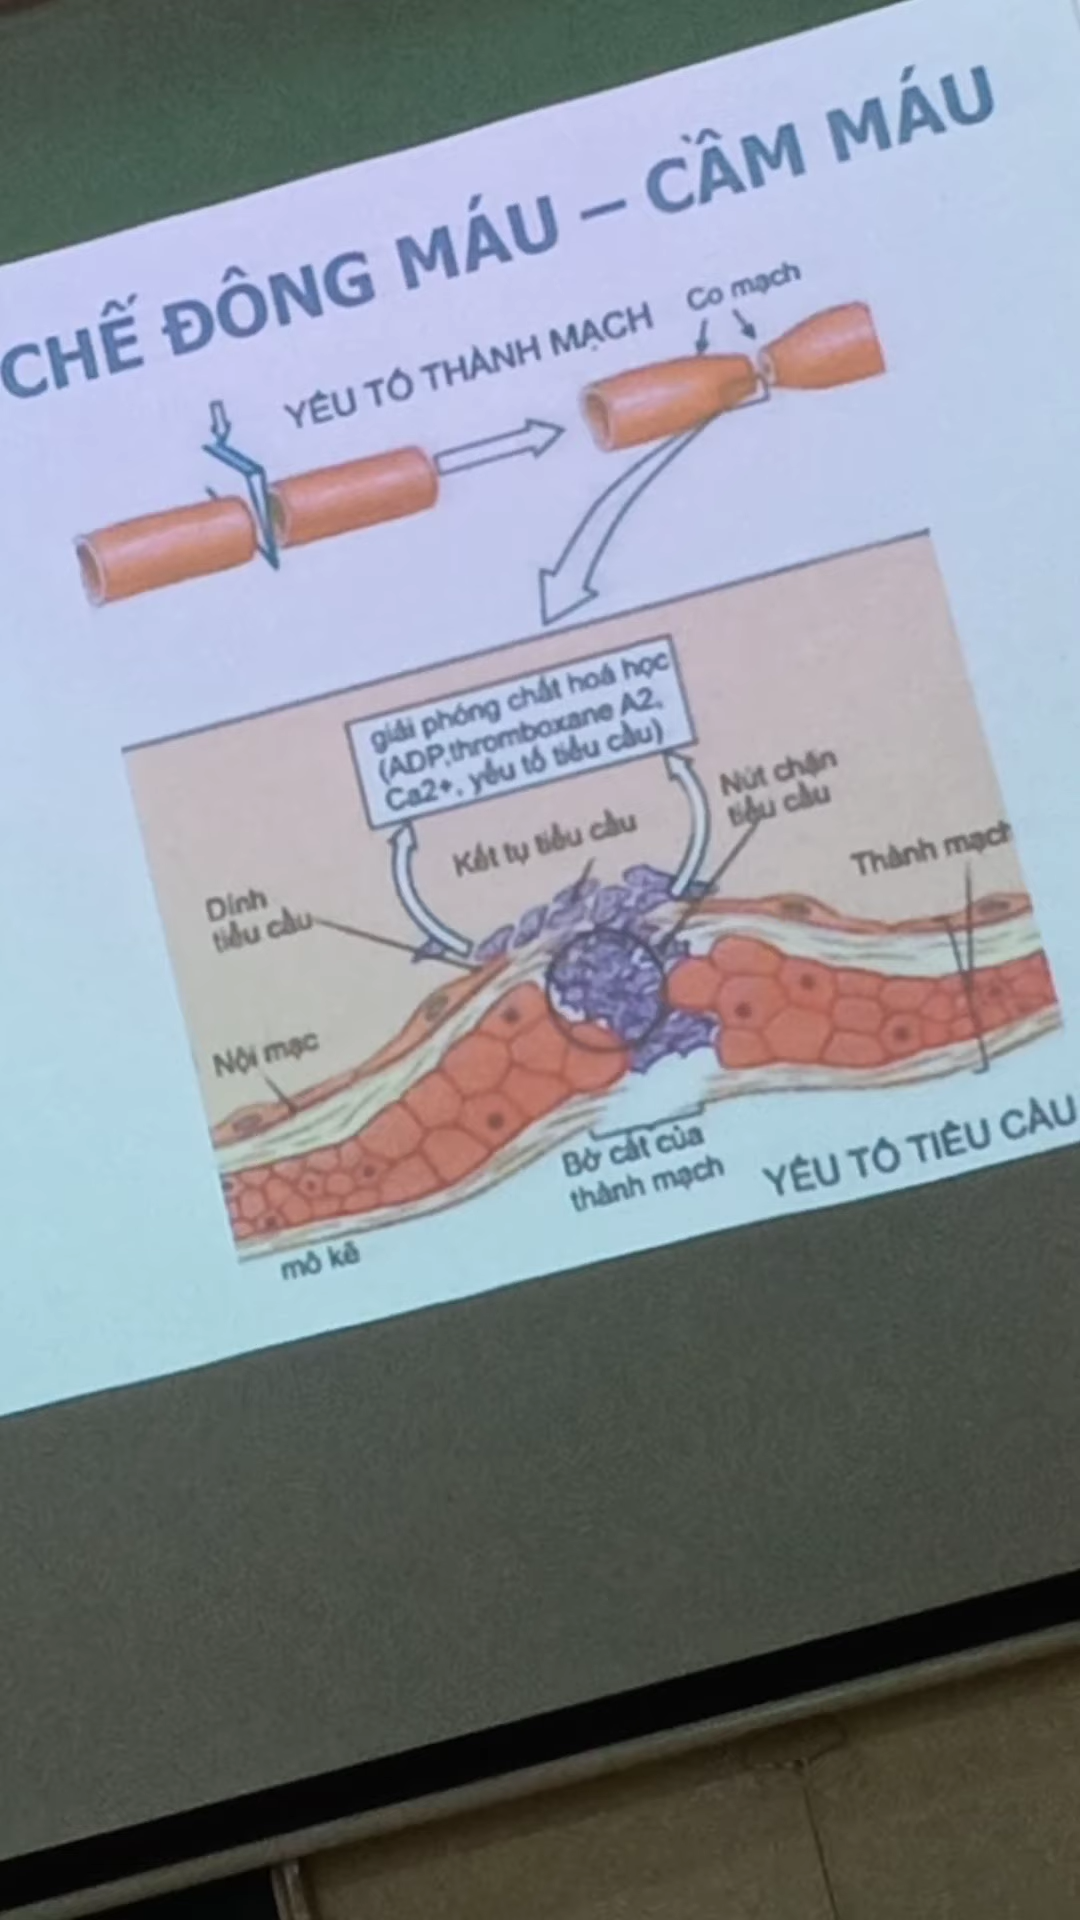 CHẾ ĐÔNG MÁU – CẦM MÁU
YẾU TỐ THÀNH MẠCH
Co mạch
giải phóng chất hoá học
(ADP,thromboxane A2,
Ca2+, yếu tố tiểu cầu)
Kết tụ tiểu cầu
Nút chặn
tiểu cầu
Thành mạch
Dính
tiểu cầu
Nội mạc
Bờ cắt của
thành mạch
YẾU TỐ TIỂU CẦU
mô kẽ